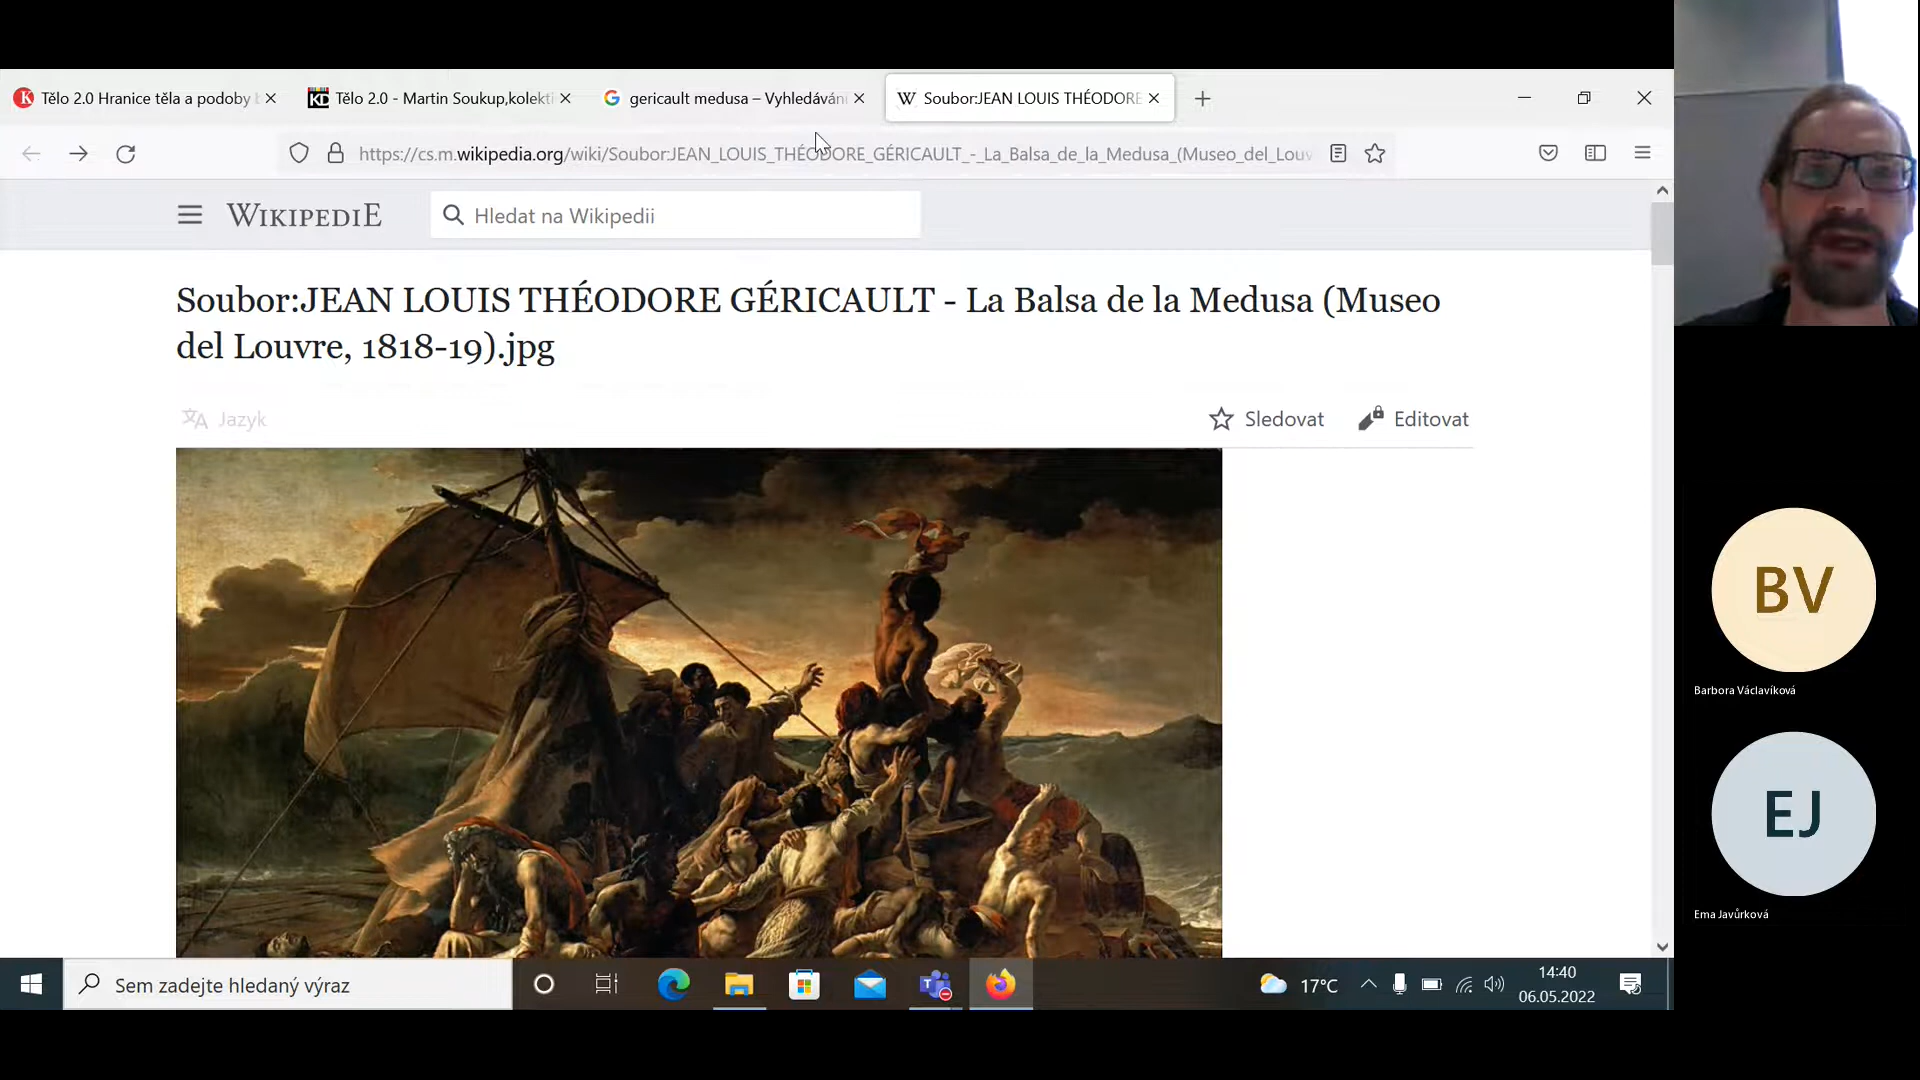 Tělo 2.0 Hranice těla a podoby
Tělo 2.0 - Martin Soukup,kolekti
gericault medusa – Vyhledávání
Soubor:JEAN LOUIS THÉODORE
https://cs.m.wikipedia.org/wiki/Soubor:JEAN_LOUIS_THÉODORE_GÉRICAULT_-_La_Balsa_de_la_Medusa_(Museo_del_Louv
WIKIPEDIE
Hledat na Wikipedii
Soubor:JEAN LOUIS THÉODORE GÉRICAULT - La Balsa de la Medusa (Museo
del Louvre, 1818-19).jpg
Jazyk
Sledovat
Editovat
BV
Barbora Václavíková
EJ
Ema Javůrková
Sem zadejte hledaný výraz
17°C
14:40
06.05.2022